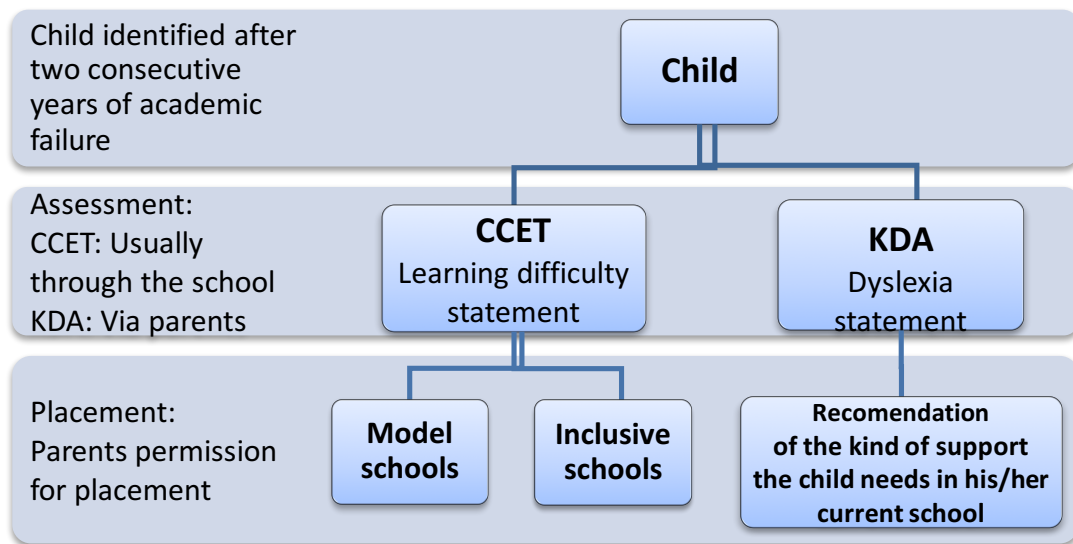 Child identified after
two consecutive
years of academic
failure
Child
Assessment:
CCET: Usually
through the school
KDA: Via parents
CCET
Learning difficulty
statement
KDA
Dyslexia
statement
Placement:
Parents permission
for placement
Model
schools
Inclusive
schools
Recomendation
of the kind of support
the child needs in his/her
current school